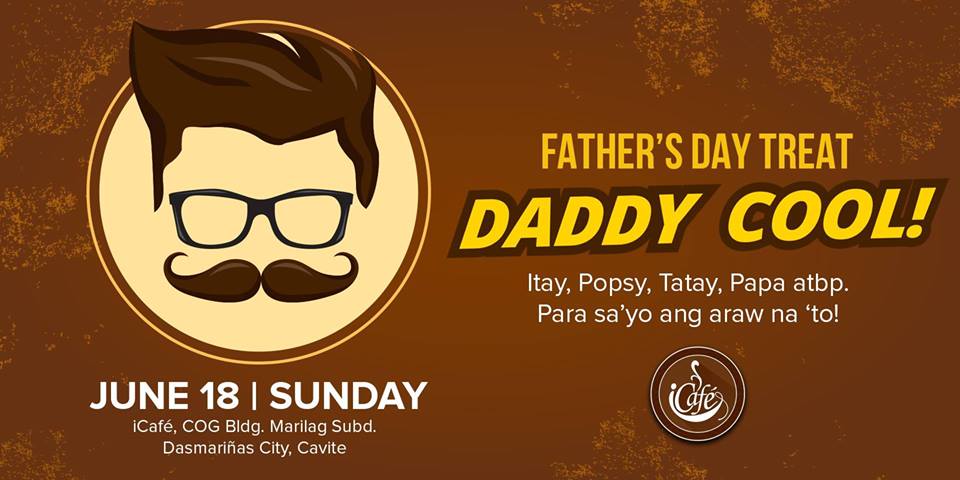 FATHER'S DAY TREAT
DADDY COOL!
Itay, Popsy, Tatay, Papa atbp.
Para sa'yo ang araw na ‘to!
iCafé
JUNE 18 | SUNDAY
iCafé, COG Bldg. Marilag Subd.
Dasmariñas City, Cavite